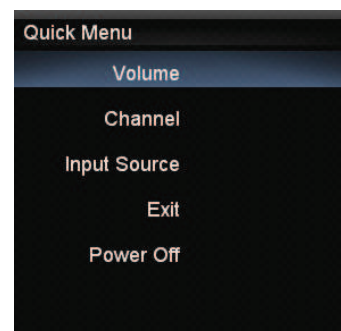 Quick Menu
Volume
Channel
Input Source
Exit
Power Off